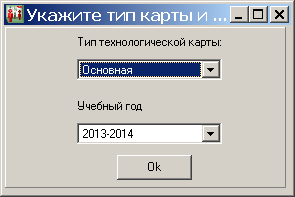 Укажите тип карты и ...
Тип технологической карты:
Основная
Учебный год
2013-2014
Ok